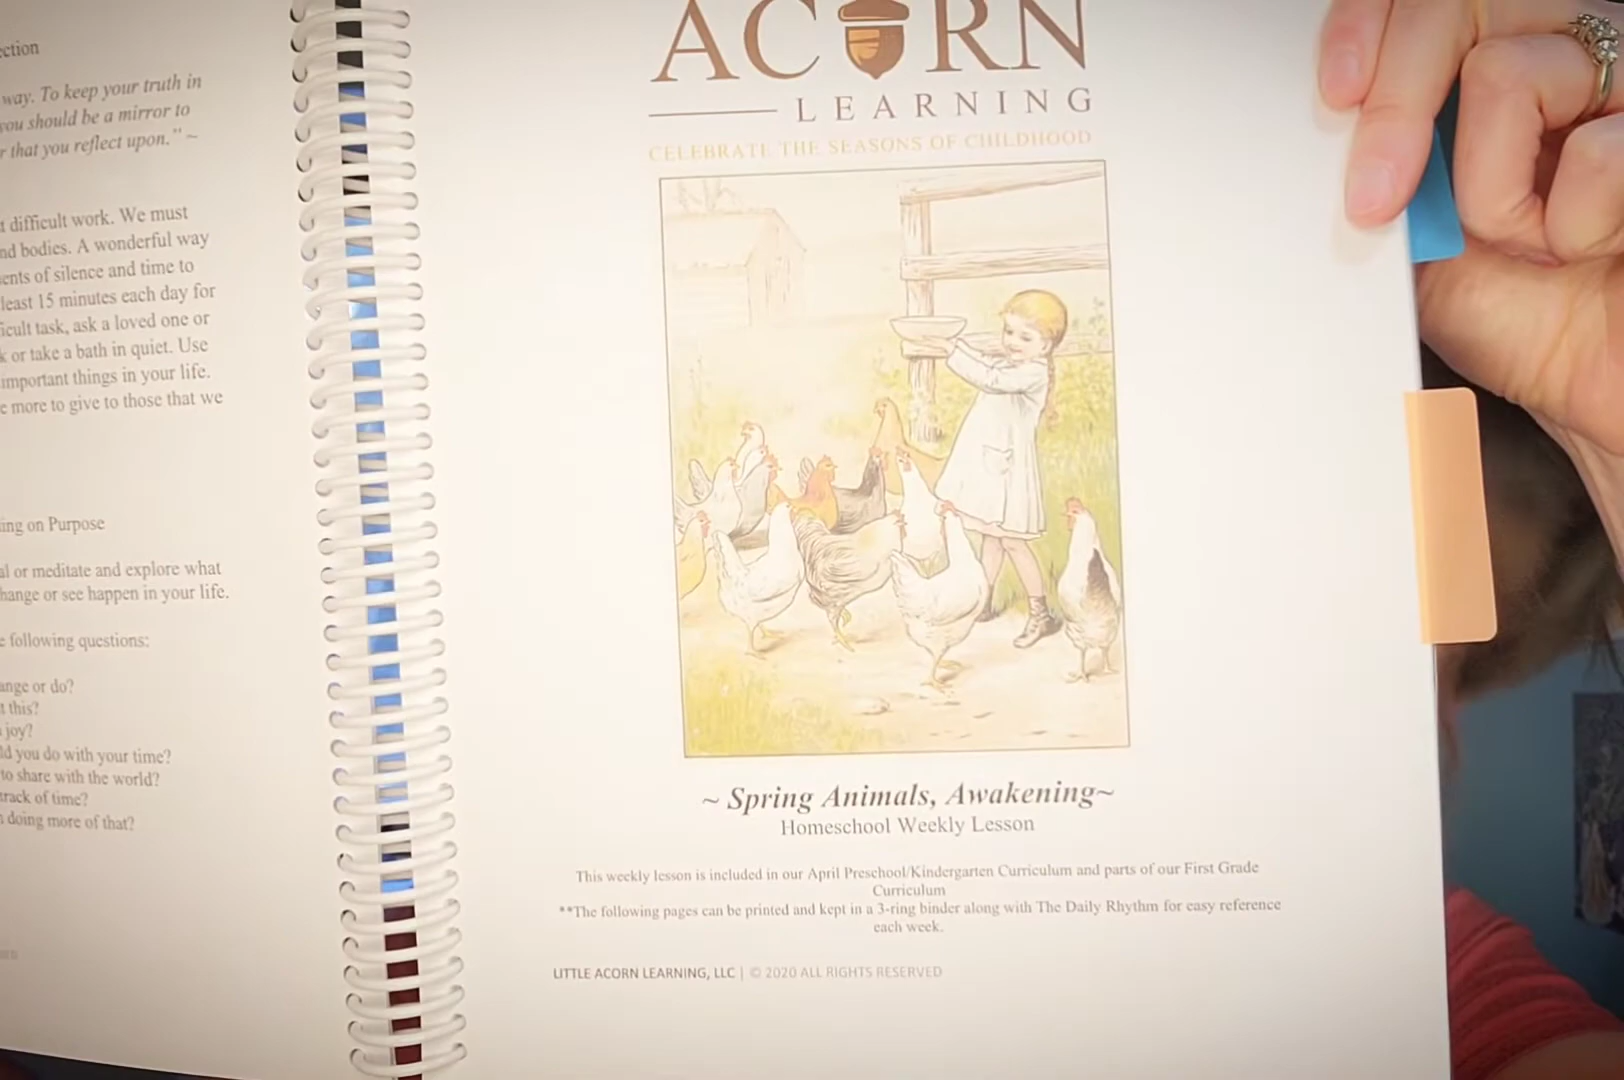 ction
way. To keep your truth in
you should be a mirror to
r that you reflect upon." ~
t difficult work. We must
nd bodies. A wonderful way
ents of silence and time to
least 15 minutes each day for
icult task, ask a loved one or
k or take a bath in quiet. Use
important things in your life.
e more to give to those that we
ing on Purpose
al or meditate and explore what
hange or see happen in your life.
e following questions:
ange or do?
t this?
joy?
ld you do with your time?
to share with the world?
track of time?
doing more of that?
ACORN
LEARNING
CELEBRATE THE SEASONS OF CHILDHOOD
~ Spring Animals, Awakening~
Homeschool Weekly Lesson
This weekly lesson is included in our April Preschool/Kindergarten Curriculum and parts of our First Grade
Curriculum
**The following pages can be printed and kept in a 3-ring binder along with The Daily Rhythm for easy reference
each week.
LITTLE ACORN LEARNING, LLC | © 2020 ALL RIGHTS RESERVED